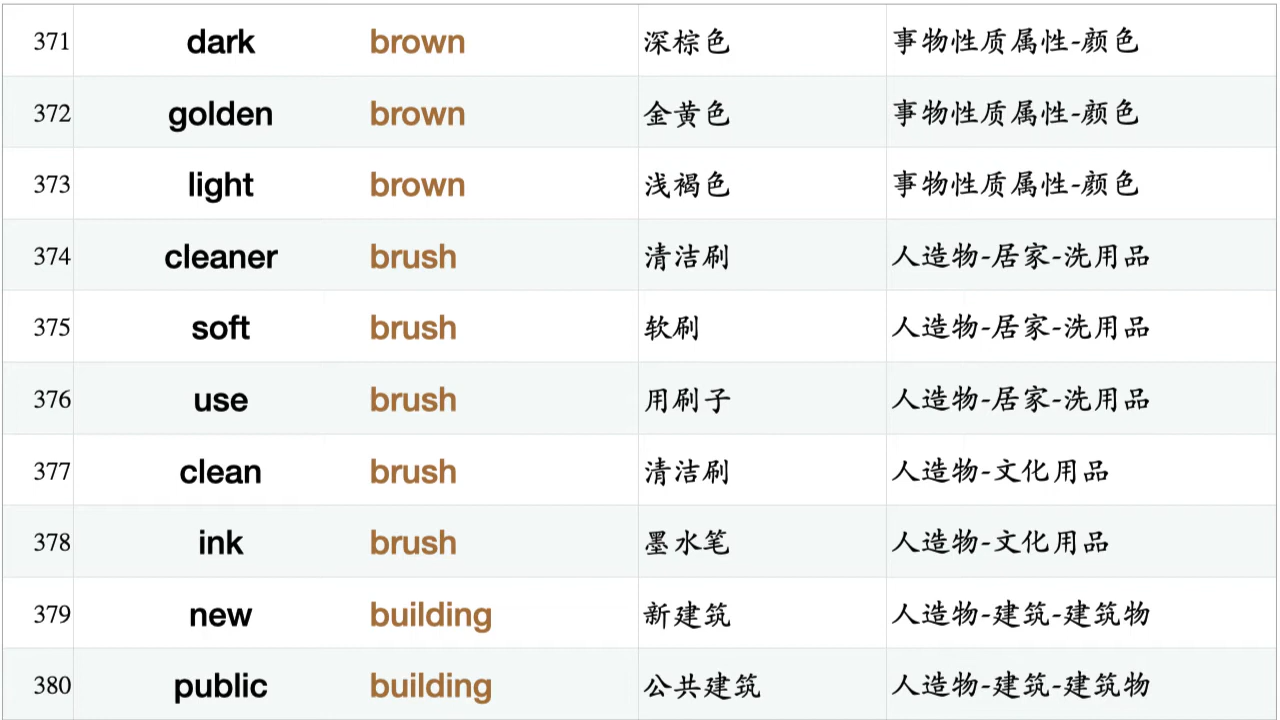 371 dark brown 深棕色 事物性质属性-颜色
372 golden brown 金黄色 事物性质属性-颜色
373 light brown 浅褐色 事物性质属性-颜色
374 cleaner brush 清洁刷 人造物-居家-洗用品
375 soft brush 软刷 人造物-居家-洗用品
376 use brush 用刷子 人造物-居家-洗用品
377 clean brush 清洁刷 人造物-文化用品
378 ink brush 墨水笔 人造物-文化用品
379 new building 新建筑 人造物-建筑-建筑物
380 public building 公共建筑 人造物-建筑-建筑物